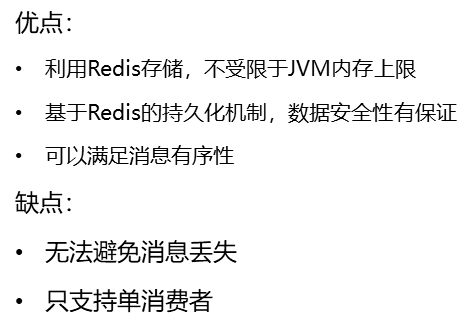 优点：
• 利用Redis存储，不受限于JVM内存上限
• 基于Redis的持久化机制，数据安全性有保证
• 可以满足消息有序性
缺点：
• 无法避免消息丢失
• 只支持单消费者